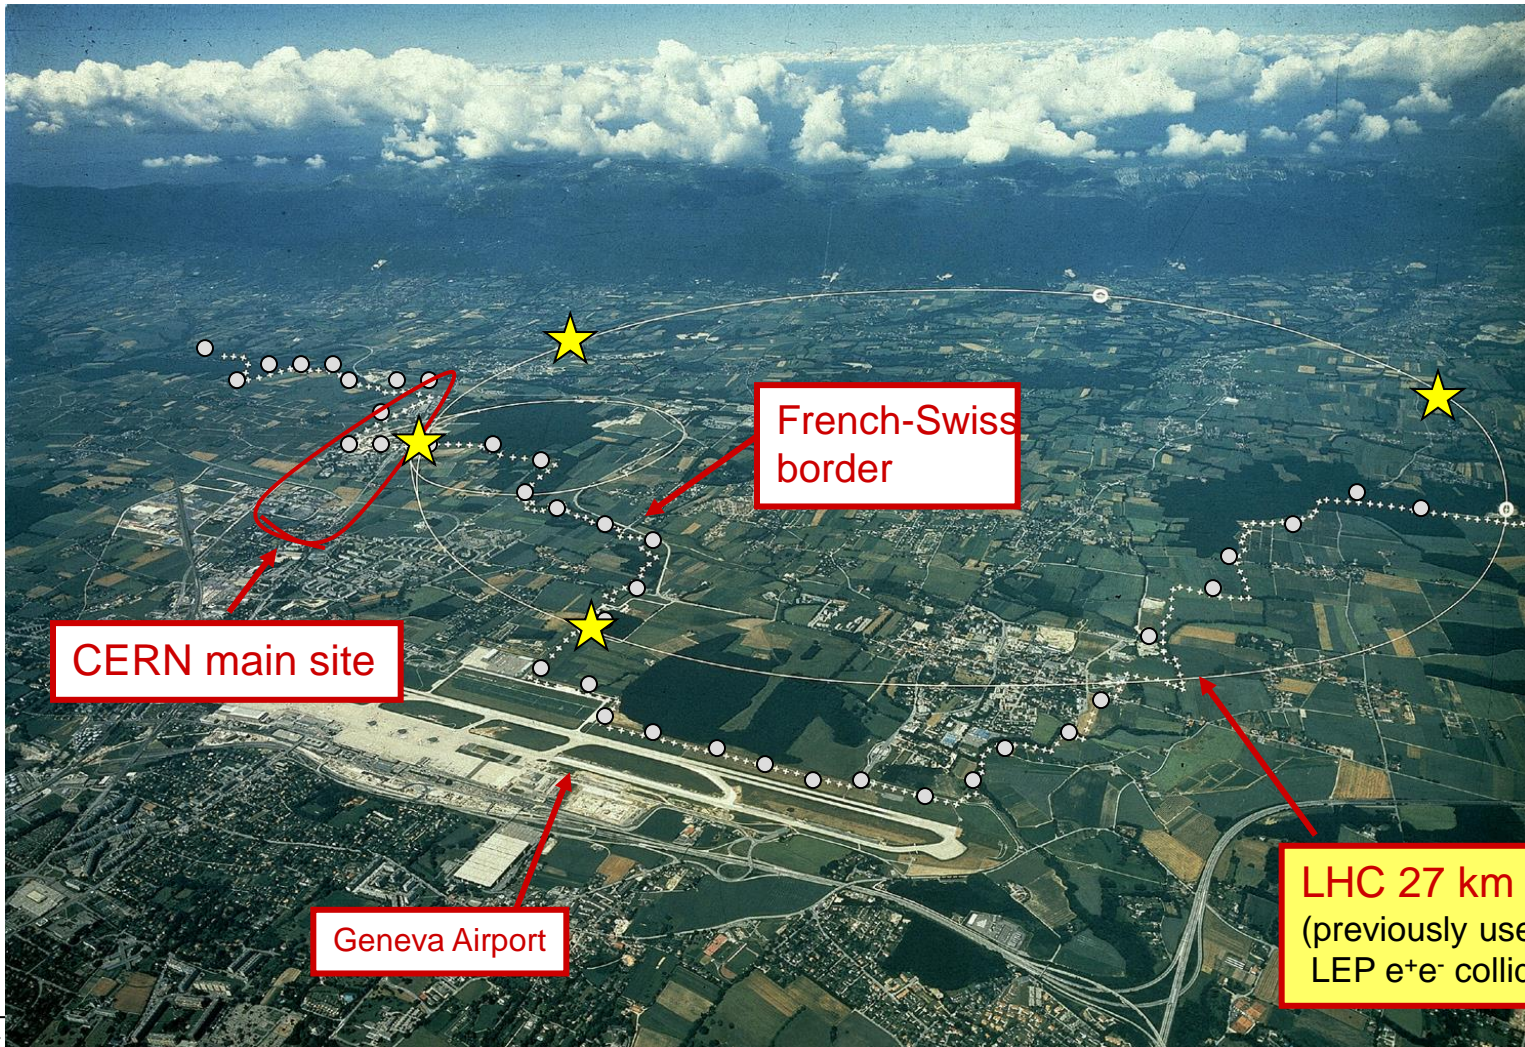 French-Swiss
border
CERN main site
Geneva Airport
LHC 27 km
(previously use
LEP e⁺e⁻ collid